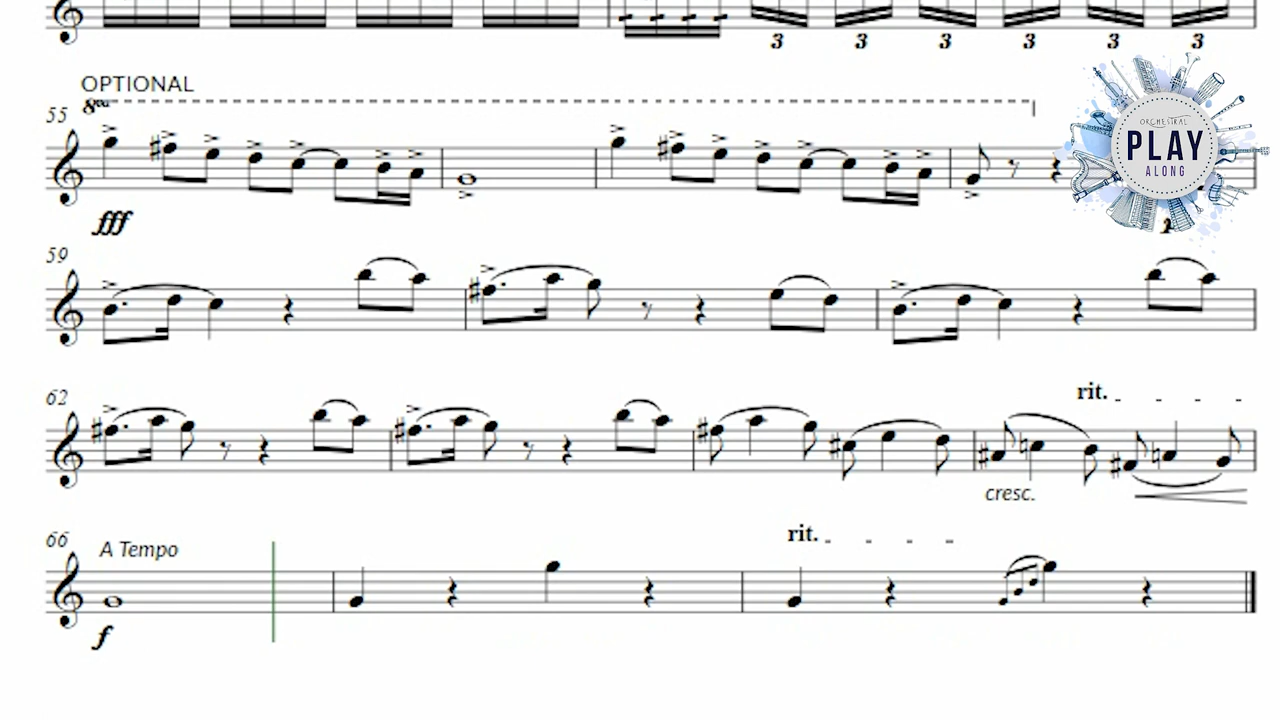 3 3 3 3 3 3
OPTIONAL
8va
55
ORCHESTRAL
PLAY
ALONG
fff
59
62
rit.
cresc.
66
A Tempo
rit.
f